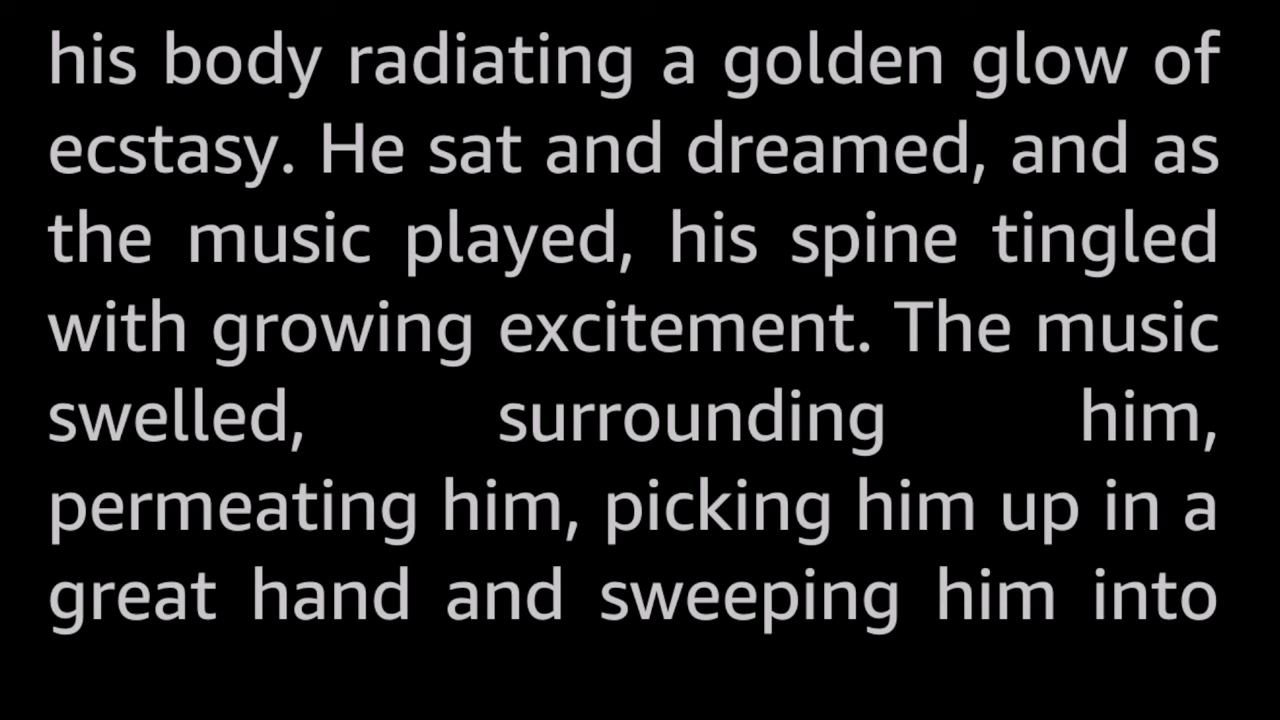 his body radiating a golden glow of
ecstasy. He sat and dreamed, and as
the music played, his spine tingled
with growing excitement. The music
swelled, surrounding him,
permeating him, picking him up in a
great hand and sweeping him into